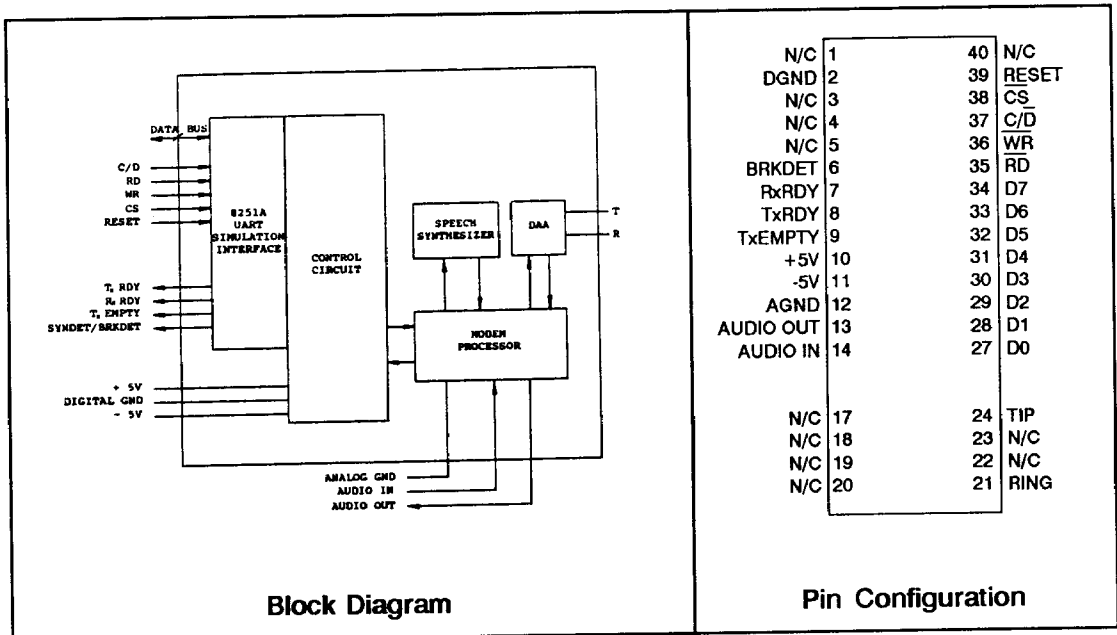 DATA BUS
C/D
RD
WR
CS
RESET
8251A
UART
SIMULATION
INTERFACE
CONTROL
CIRCUIT
SPEECH
SYNTHESIZER
DAA
T
R
Tx RDY
Rx RDY
Tx EMPTY
SYNDET/BRKDET
MODEM
PROCESSOR
+ 5V
DIGITAL GND
- 5V
ANALOG GND
AUDIO IN
AUDIO OUT
Block Diagram
N/C 1 40 N/C
DGND 2 39 RESET
N/C 3 38 CS
N/C 4 37 C/D
N/C 5 36 WR
BRKDET 6 35 RD
RxRDY 7 34 D7
TxRDY 8 33 D6
TxEMPTY 9 32 D5
+5V 10 31 D4
-5V 11 30 D3
AGND 12 29 D2
AUDIO OUT 13 28 D1
AUDIO IN 14 27 D0
N/C 17 24 TIP
N/C 18 23 N/C
N/C 19 22 N/C
N/C 20 21 RING
Pin Configuration